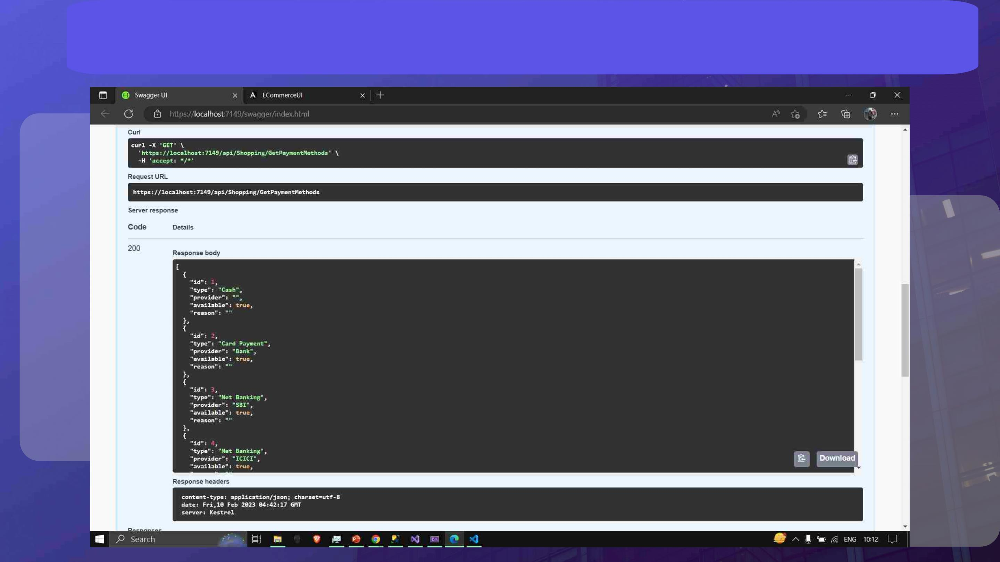 Swagger UI
ECommerceUI
https://localhost:7149/swagger/index.html
Curl
curl -X 'GET' \
'https://localhost:7149/api/Shopping/GetPaymentMethods' \
-H 'accept: */*'
Request URL
https://localhost:7149/api/Shopping/GetPaymentMethods
Server response
Code Details
200
Response body
[
{
"id": 1,
"type": "Cash",
"provider": "",
"available": true,
"reason": ""
},
{
"id": 2,
"type": "Card Payment",
"provider": "Bank",
"available": true,
"reason": ""
},
{
"id": 3,
"type": "Net Banking",
"provider": "SBI",
"available": true,
"reason": ""
},
{
"id": 4,
"type": "Net Banking",
"provider": "ICICI",
"available": true,
Download
Response headers
content-type: application/json; charset=utf-8
date: Fri,10 Feb 2023 04:42:17 GMT
server: Kestrel
Responses
Search
ENG 10:12